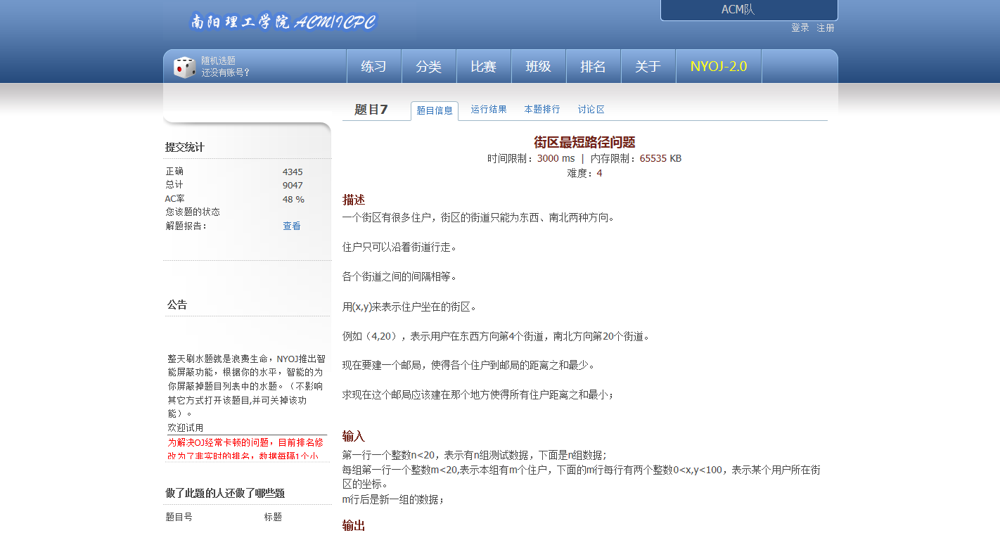 南阳理工学院 ACM/ICPC
ACM队
登录 注册
随机选题
还没有账号?
练习 分类 比赛 班级 排名 关于 NYOJ-2.0
题目7 题目信息 运行结果 本题排行 讨论区
街区最短路径问题
时间限制：3000 ms | 内存限制：65535 KB
难度：4
描述
一个街区有很多住户，街区的街道只能为东西、南北两种方向。
住户只可以沿着街道行走。
各个街道之间的间隔相等。
用(x,y)来表示住户坐在的街区。
例如（4,20），表示用户在东西方向第4个街道，南北方向第20个街道。
现在要建一个邮局，使得各个住户到邮局的距离之和最少。
求现在这个邮局应该建在那个地方使得所有住户距离之和最小；
输入
第一行一个整数n<20，表示有n组测试数据，下面是n组数据;
每组第一行一个整数m<20,表示本组有m个住户，下面的m行每行有两个整数0<x,y<100，表示某个用户所在街
区的坐标。
m行后是新一组的数据；
输出
提交统计
正确 4345
总计 9047
AC率 48 %
您该题的状态
解题报告： 查看
公告
整天刷水题就是浪费生命，NYOJ推出智
能屏蔽功能，根据你的水平，智能的为
你屏蔽掉题目列表中的水题。（不影响
其它方式打开该题目,并可关掉该功
能）。
欢迎试用
为解决OJ经常卡顿的问题，目前排名修
改为了非实时的排名，数据每隔1个小
做了此题的人还做了哪些题
题目号 标题